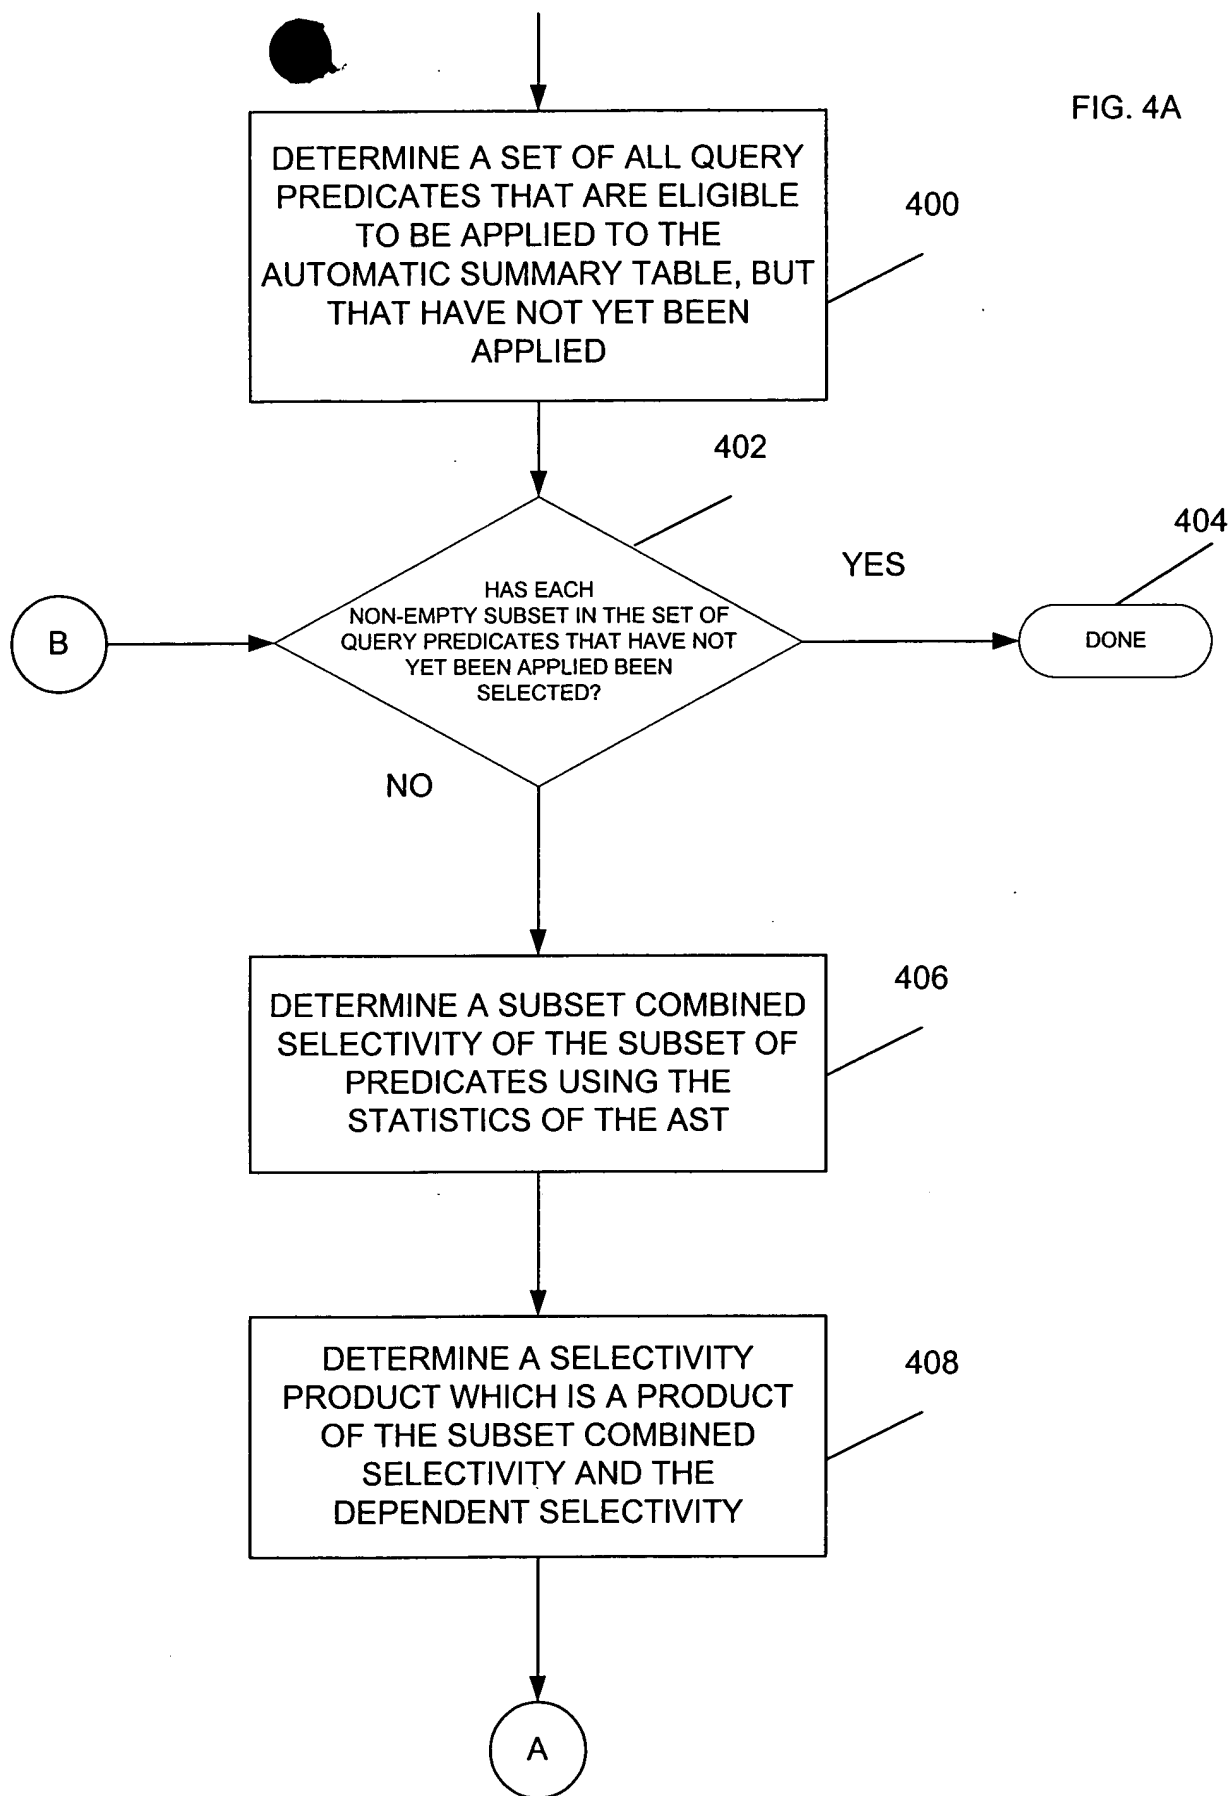 FIG. 4A
DETERMINE A SET OF ALL QUERY
PREDICATES THAT ARE ELIGIBLE
TO BE APPLIED TO THE
AUTOMATIC SUMMARY TABLE, BUT
THAT HAVE NOT YET BEEN
APPLIED
400
402
404
YES
HAS EACH
NON-EMPTY SUBSET IN THE SET OF
QUERY PREDICATES THAT HAVE NOT
YET BEEN APPLIED BEEN
SELECTED?
B
DONE
NO
406
DETERMINE A SUBSET COMBINED
SELECTIVITY OF THE SUBSET OF
PREDICATES USING THE
STATISTICS OF THE AST
408
DETERMINE A SELECTIVITY
PRODUCT WHICH IS A PRODUCT
OF THE SUBSET COMBINED
SELECTIVITY AND THE
DEPENDENT SELECTIVITY
A